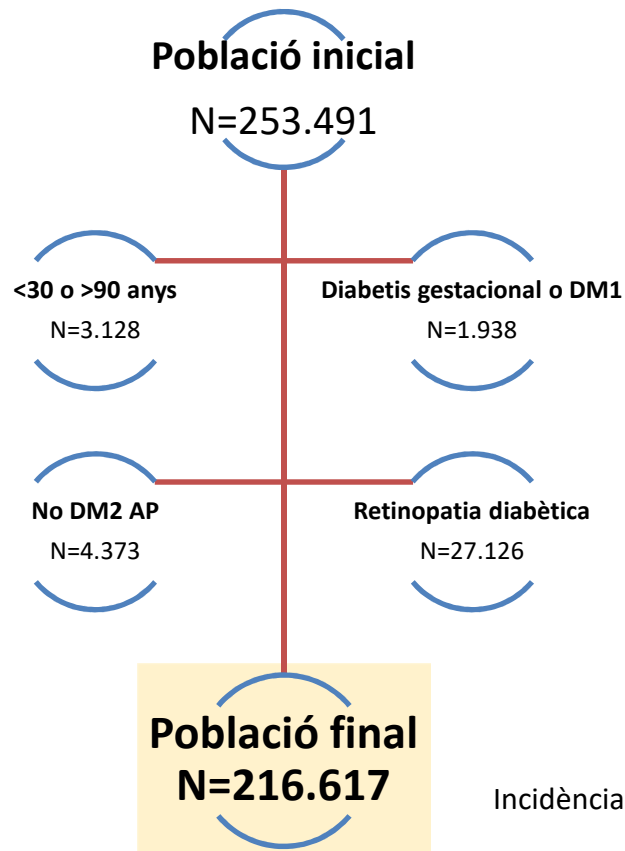 Població inicial
N=253.491
<30 o >90 anys
N=3.128
Diabetis gestacional o DM1
N=1.938
No DM2 AP
N=4.373
Retinopatia diabètica
N=27.126
Població final
N=216.617
Incidència